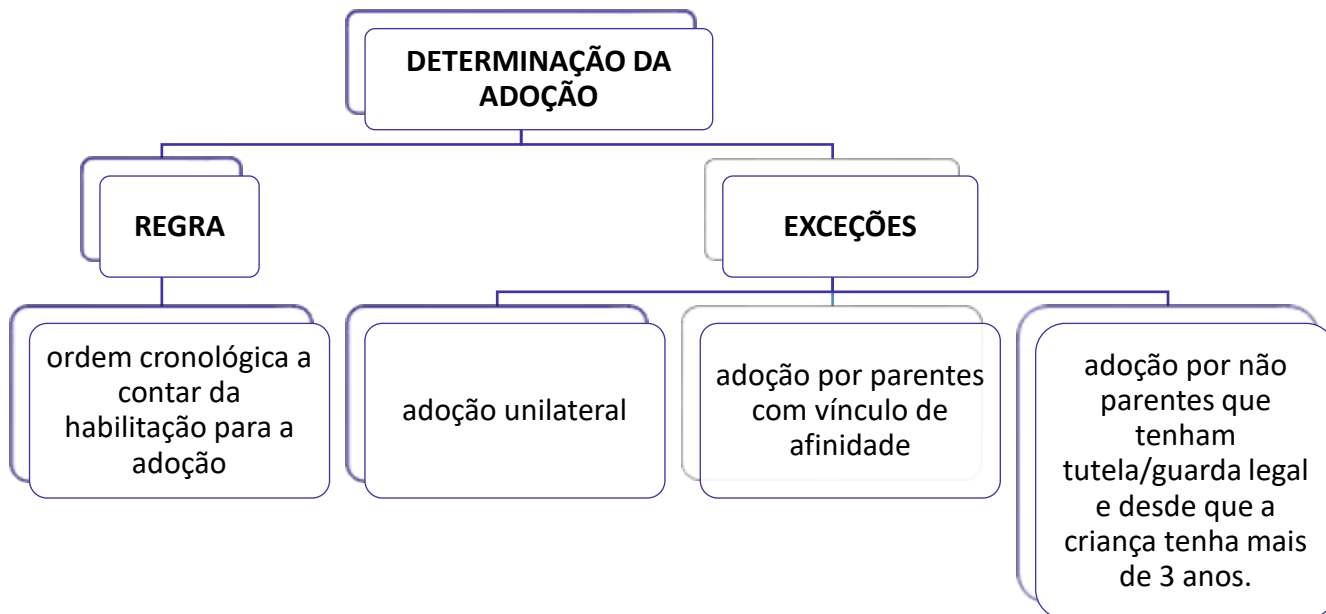 DETERMINAÇÃO DA
ADOÇÃO
REGRA
EXCEÇÕES
ordem cronológica a
contar da
habilitação para a
adoção
adoção unilateral
adoção por parentes
com vínculo de
afinidade
adoção por não
parentes que
tenham
tutela/guarda legal
e desde que a
criança tenha mais
de 3 anos.